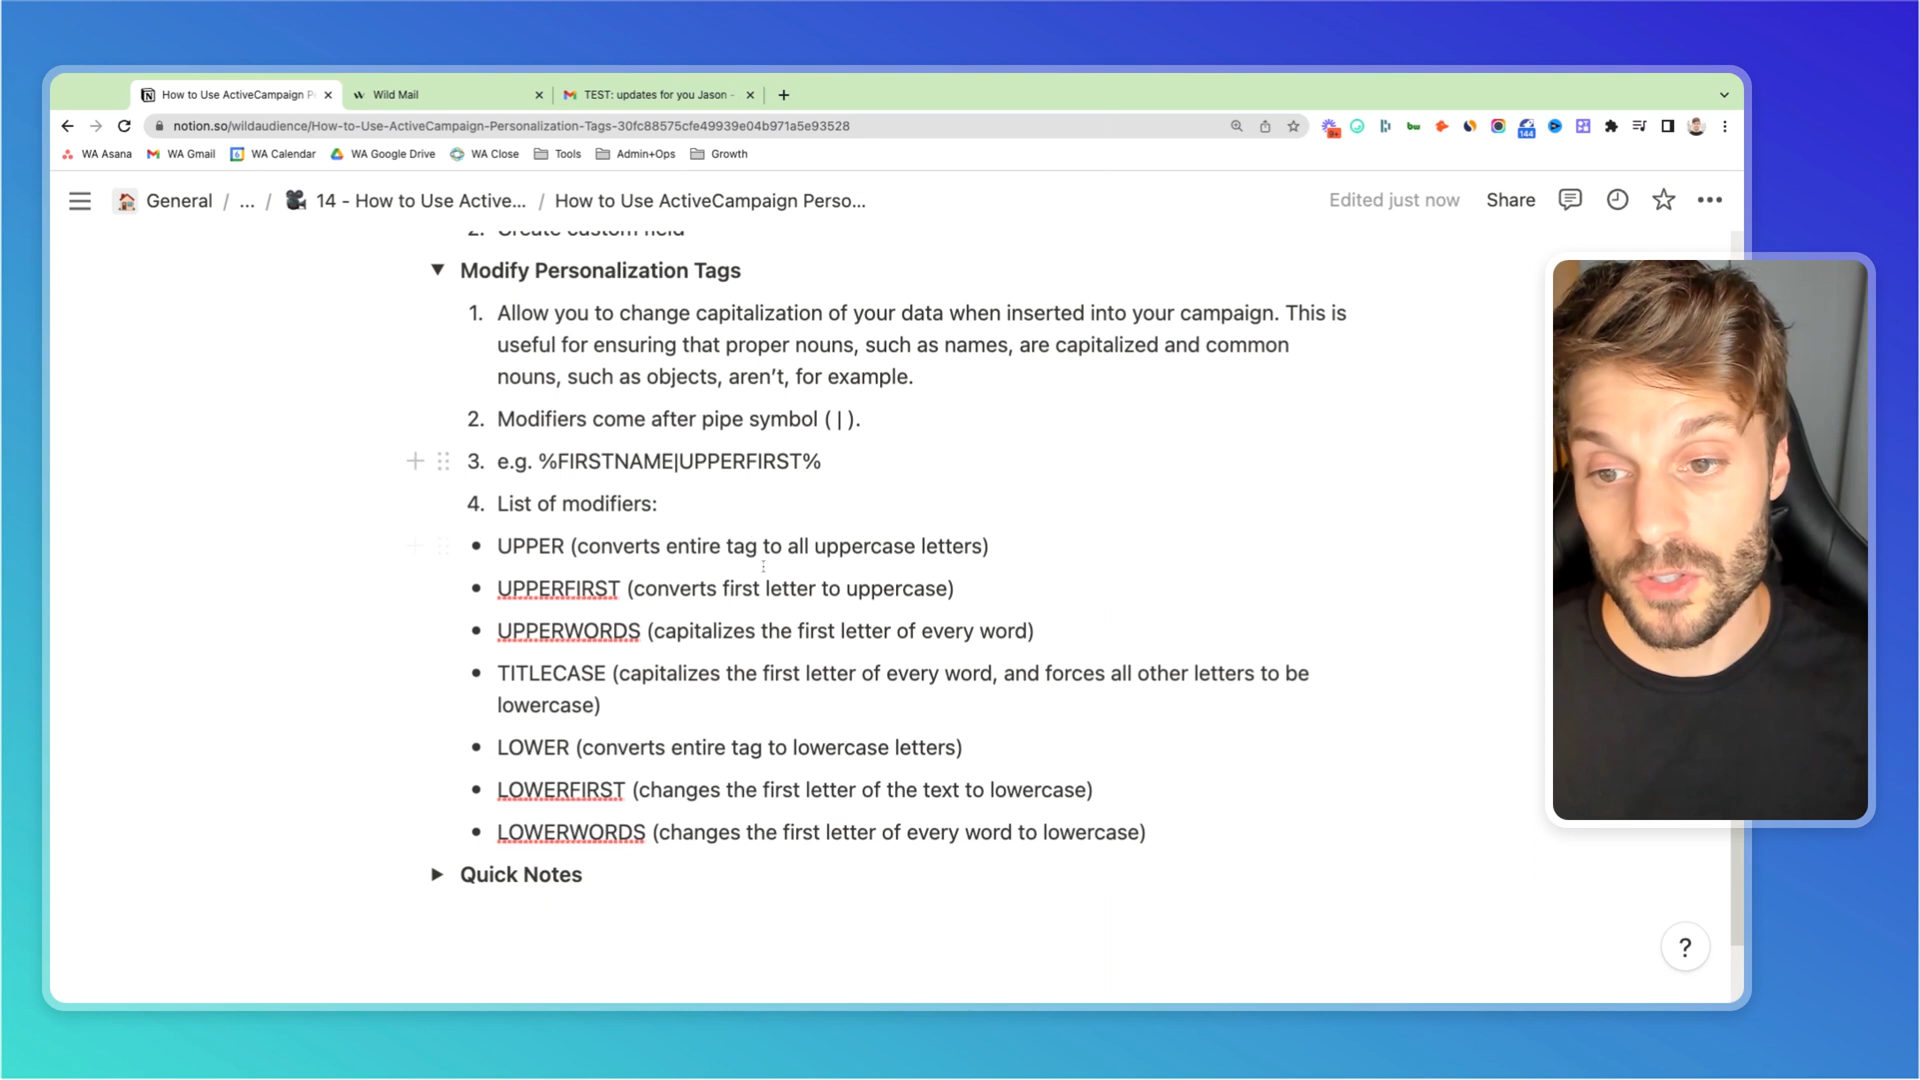 How to Use ActiveCampaign P
Wild Mail
TEST: updates for you Jason -
notion.so/wildaudience/How-to-Use-ActiveCampaign-Personalization-Tags-30fc88575cfe49939e04b971a5e93528
9+
144
WA Asana
WA Gmail
WA Calendar
WA Google Drive
WA Close
Tools
Admin+Ops
Growth
General / ... / 14 - How to Use Active... / How to Use ActiveCampaign Perso...
Edited just now
Share
2. Create custom field
Modify Personalization Tags
1. Allow you to change capitalization of your data when inserted into your campaign. This is
useful for ensuring that proper nouns, such as names, are capitalized and common
nouns, such as objects, aren’t, for example.
2. Modifiers come after pipe symbol ( | ).
3. e.g. %FIRSTNAME|UPPERFIRST%
4. List of modifiers:
• UPPER (converts entire tag to all uppercase letters)
• UPPERFIRST (converts first letter to uppercase)
• UPPERWORDS (capitalizes the first letter of every word)
• TITLECASE (capitalizes the first letter of every word, and forces all other letters to be
lowercase)
• LOWER (converts entire tag to lowercase letters)
• LOWERFIRST (changes the first letter of the text to lowercase)
• LOWERWORDS (changes the first letter of every word to lowercase)
Quick Notes
?